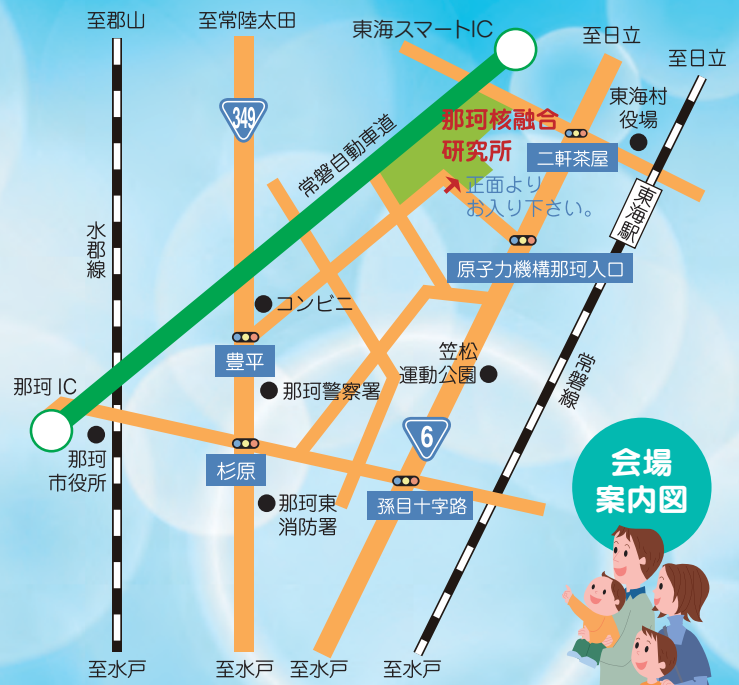 至郡山
至常陸太田
東海スマートIC
至日立
至日立
349
東海村
役場
那珂核融合
研究所
二軒茶屋
正面より
お入り下さい。
常磐自動車道
東海駅
水郡線
原子力機構那珂入口
コンビニ
豊平
笠松
運動公園
常磐線
那珂IC
那珂警察署
6
那珂
市役所
杉原
孫目十字路
那珂東
消防署
会場
案内図
至水戸
至水戸
至水戸
至水戸